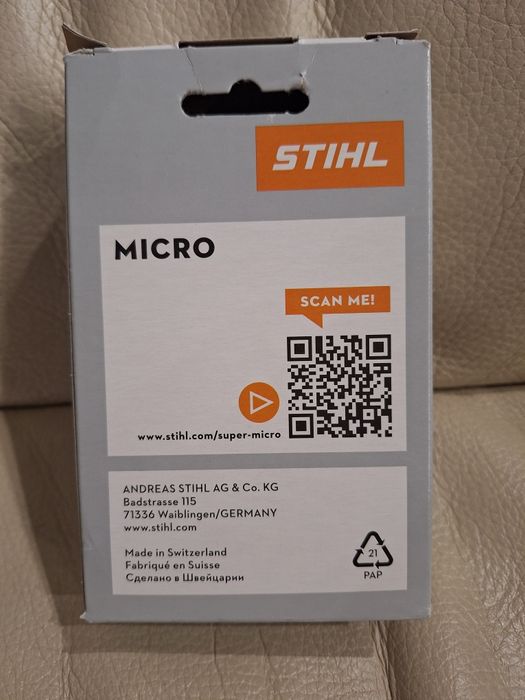 STIHL
MICRO
SCAN ME!
www.stihl.com/super-micro
ANDREAS STIHL AG & Co. KG
Badstrasse 115
71336 Waiblingen/GERMANY
www.stihl.com
Made in Switzerland
Fabriqué en Suisse
Сделано в Швейцарии
21
PAP